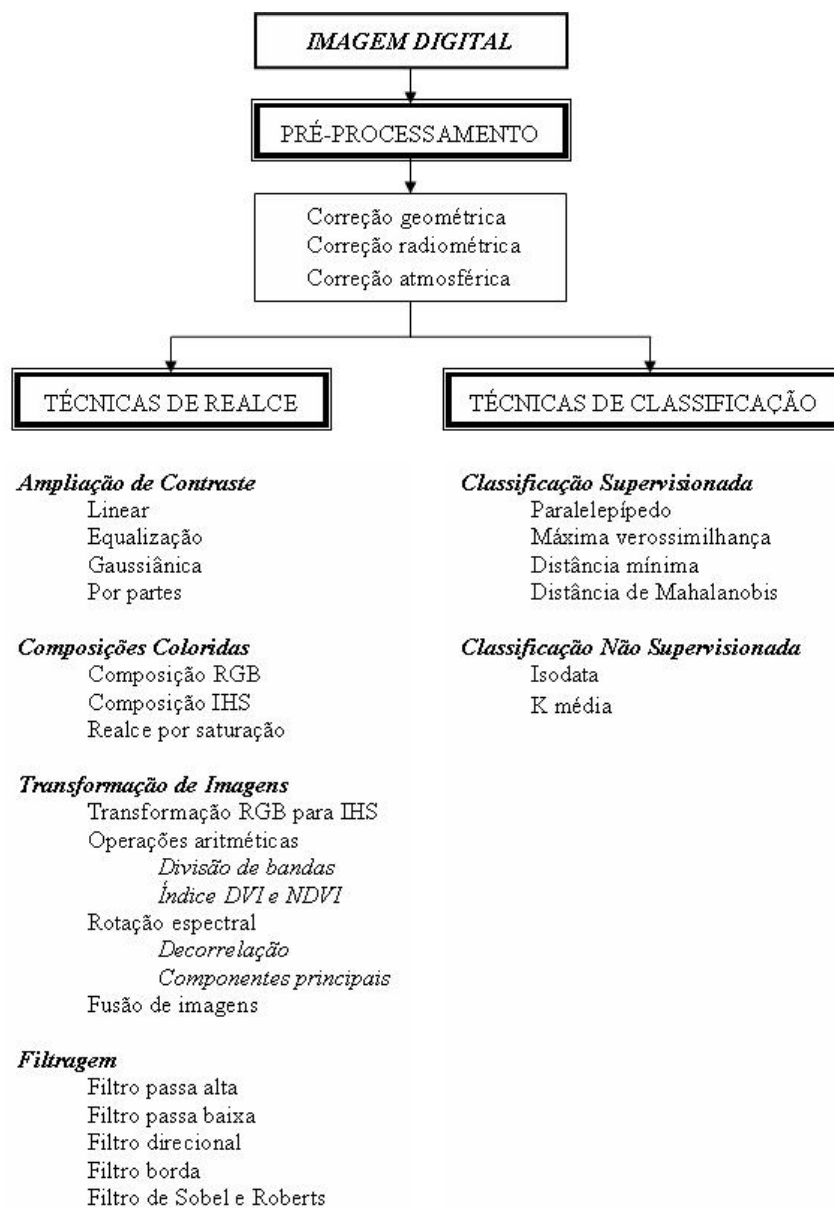 IMAGEM DIGITAL
PRÉ-PROCESSAMENTO
Correção geométrica
Correção radiométrica
Correção atmosférica
TÉCNICAS DE REALCE
Ampliação de Contraste
Linear
Equalização
Gaussiânica
Por partes
Composições Coloridas
Composição RGB
Composição IHS
Realce por saturação
Transformação de Imagens
Transformação RGB para IHS
Operações aritméticas
Divisão de bandas
Índice DVI e NDVI
Rotação espectral
Decorrelação
Componentes principais
Fusão de imagens
Filtragem
Filtro passa alta
Filtro passa baixa
Filtro direcional
Filtro borda
Filtro de Sobel e Roberts
TÉCNICAS DE CLASSIFICAÇÃO
Classificação Supervisionada
Paralelepípedo
Máxima verossimilhança
Distância mínima
Distância de Mahalanobis
Classificação Não Supervisionada
Isodata
K média